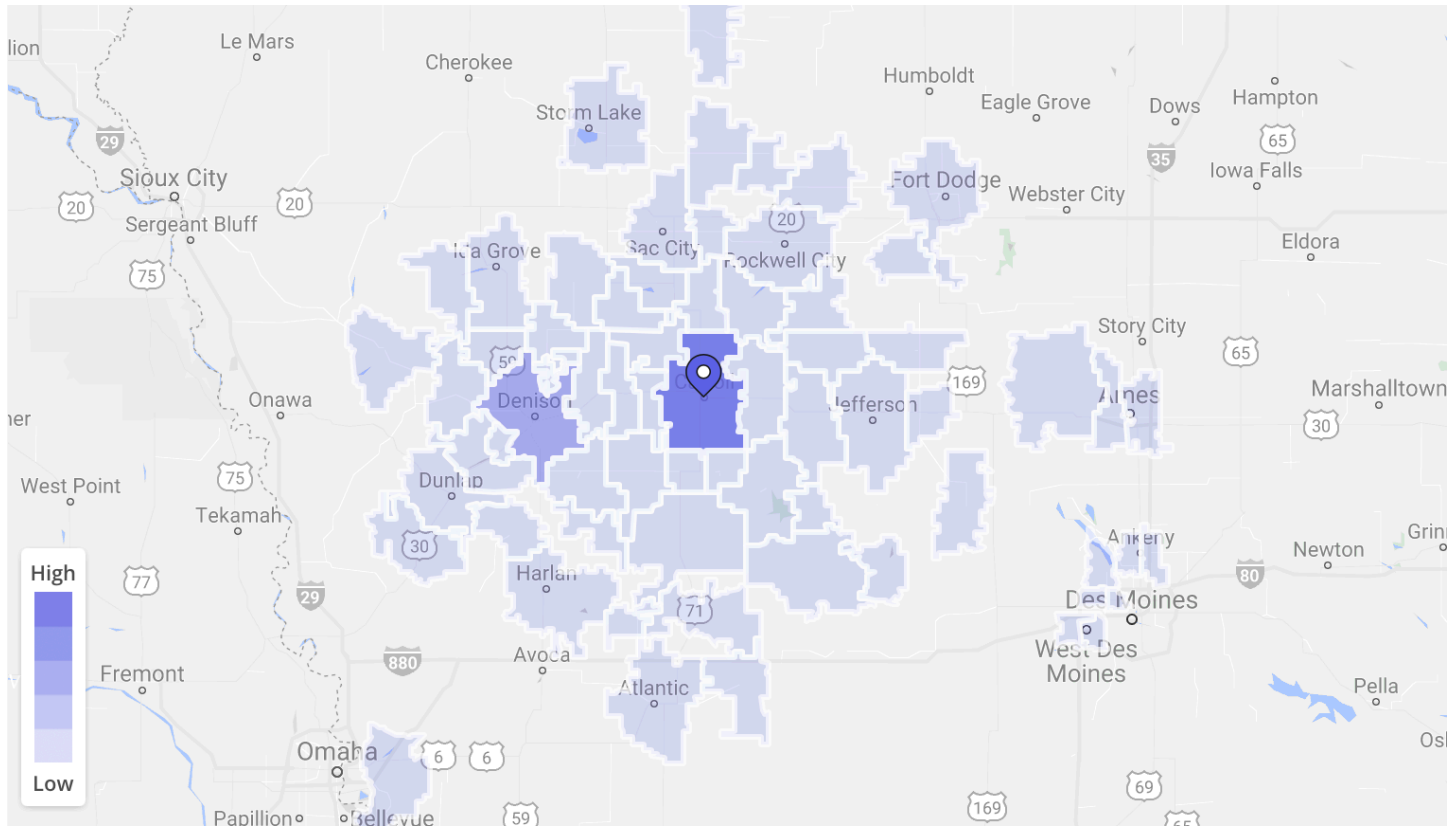 lion
Le Mars
Cherokee
Humboldt
Eagle Grove
Dows
Hampton
Storm Lake
29
35
65
Sioux City
20
20
Sergeant Bluff
Fort Dodge
Webster City
Iowa Falls
20
Ida Grove
Sac City
Rockwell City
Eldora
75
Story City
59
65
Onawa
Denison
Jefferson
169
Ames
Marshalltown
ner
30
West Point
75
Dunlap
Tekamah
30
Ankeny
Newton
Grinn
High
77
29
Harlan
71
80
Des Moines
880
Avoca
West Des
Moines
Fremont
Atlantic
Pella
Osk
Omaha
6
6
Low
69
169
Papillion
Bellevue
59
65